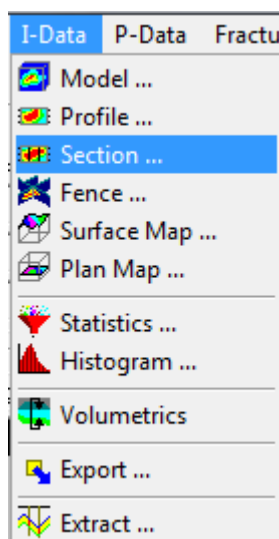 I-Data P-Data Fractu
Model ...
Profile ...
Section ...
Fence ...
Surface Map ...
Plan Map ...
Statistics ...
Histogram ...
Volumetrics
Export ...
Extract ...